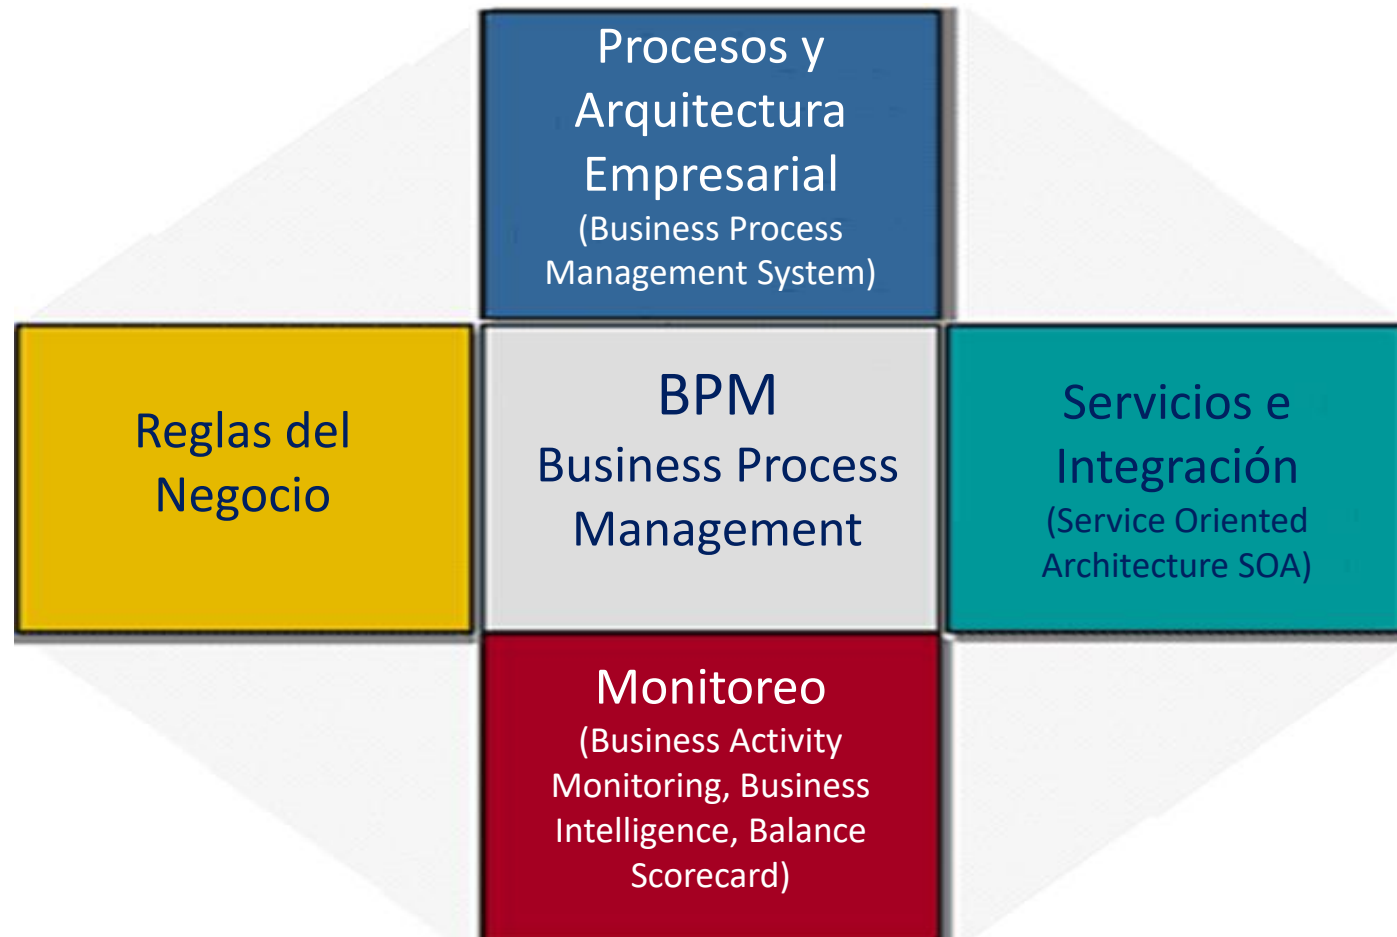 Procesos y
Arquitectura
Empresarial
(Business Process
Management System)
Reglas del
Negocio
BPM
Business Process
Management
Servicios e
Integración
(Service Oriented
Architecture SOA)
Monitoreo
(Business Activity
Monitoring, Business
Intelligence, Balance
Scorecard)